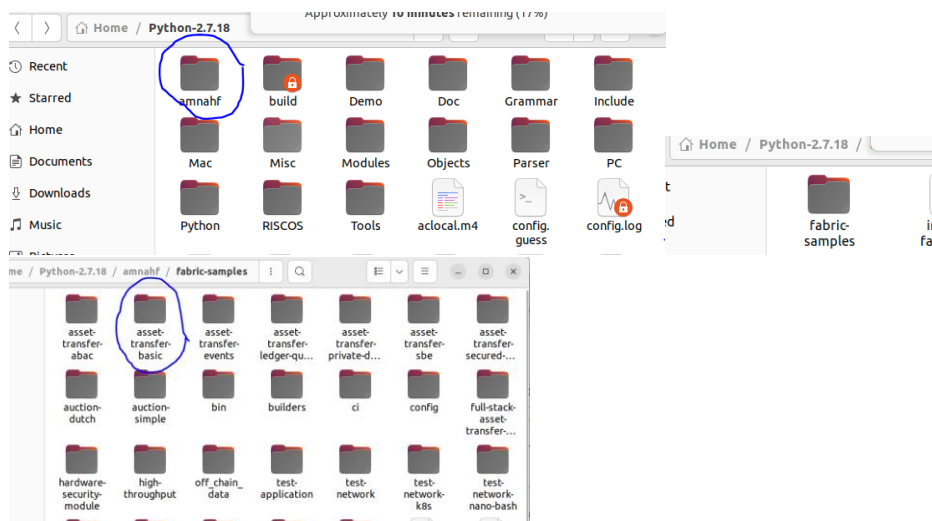 Approximately 10 minutes remaining (17%)
Home / Python-2.7.18
Recent
Starred
Home
Documents
Downloads
Music
amnahf build Demo Doc Grammar Include
Mac Misc Modules Objects Parser PC
Python RISCOS Tools aclocal.m4 config.guess config.log
Home / Python-2.7.18 /
fabric-
samples
me / Python-2.7.18 / amnahf / fabric-samples
asset- asset- asset- asset- asset- asset- asset-
transfer- transfer- transfer- transfer- transfer- transfer- transfer-
abac basic events ledger-qu... private-d... sbe secured-...
auction- auction- bin builders ci config full-stack-
dutch simple asset-
transfer-...
hardware- high- off_chain_ test- test- test- test-
security- throughput data application network network- network-
module k8s nano-bash